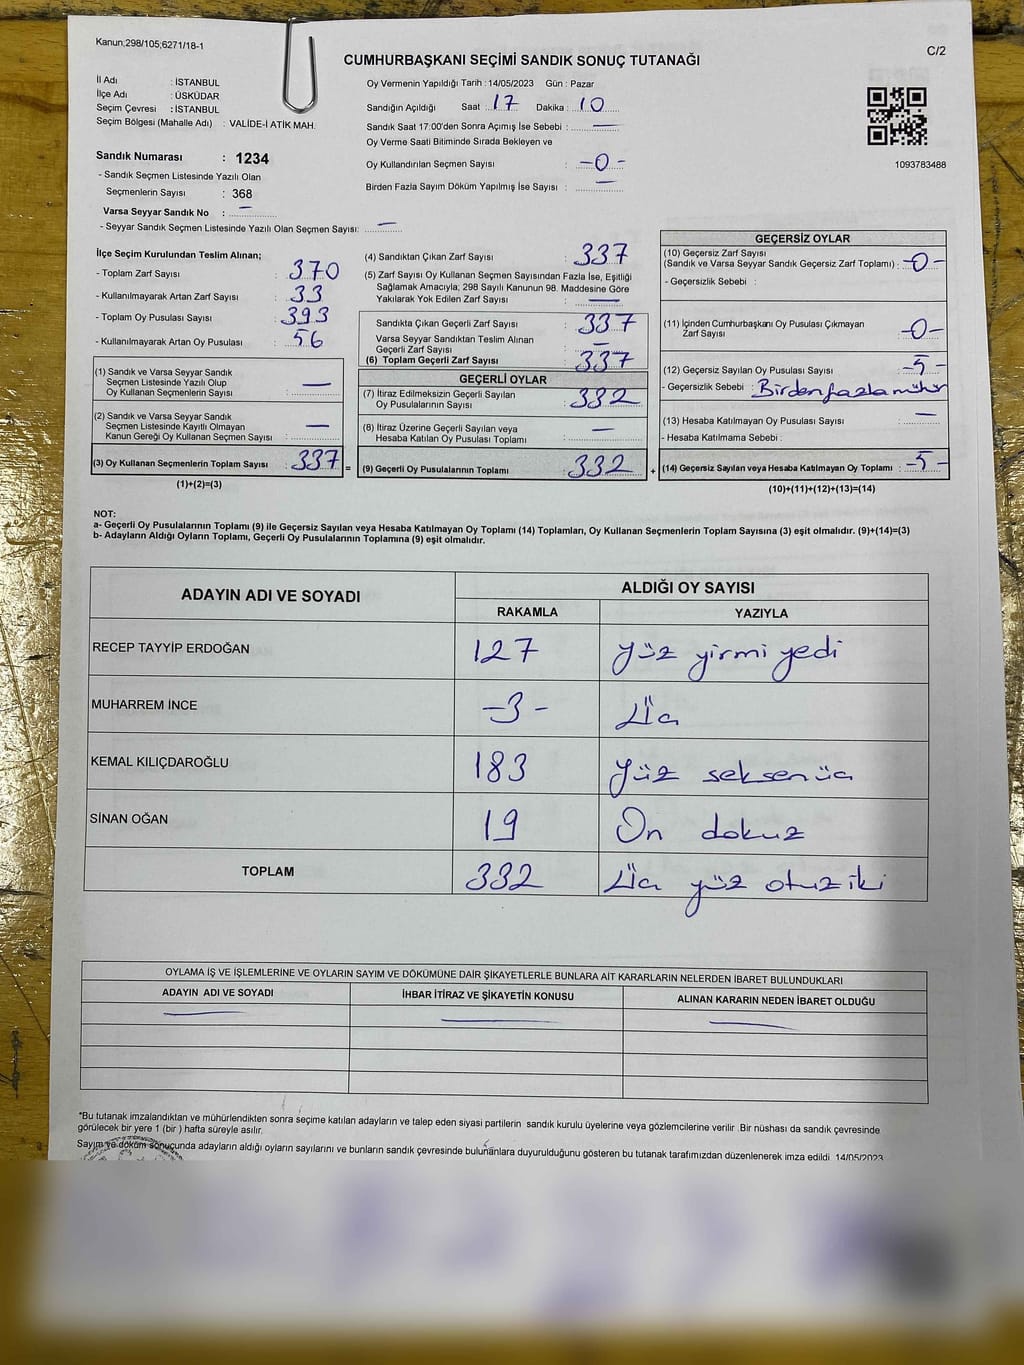 Kanun;298/105;6271/18-1
C/2
CUMHURBAŞKANI SEÇİMİ SANDIK SONUÇ TUTANAĞI
İl Adı : İSTANBUL
İlçe Adı : ÜSKÜDAR
Seçim Çevresi : İSTANBUL
Seçim Bölgesi (Mahalle Adı) : VALİDE-İ ATİK MAH.
Sandık Numarası : 1234
- Sandık Seçmen Listesinde Yazılı Olan
Seçmenlerin Sayısı : 368
Varsa Seyyar Sandık No : -
- Seyyar Sandık Seçmen Listesinde Yazılı Olan Seçmen Sayısı: -
Oy Vermenin Yapıldığı Tarih : 14/05/2023 Gün : Pazar
Sandığın Açıldığı Saat : 17 Dakika : 10
Sandık Saat 17:00'den Sonra Açımış İse Sebebi : -
Oy Verme Saati Bitiminde Sırada Bekleyen ve
Oy Kullandırılan Seçmen Sayısı : -0-
Birden Fazla Sayım Döküm Yapılmış İse Sayısı : -
1093783488
İlçe Seçim Kurulundan Teslim Alınan;
- Toplam Zarf Sayısı : 370
- Kullanılmayarak Artan Zarf Sayısı : 33
- Toplam Oy Pusulası Sayısı : 393
- Kullanılmayarak Artan Oy Pusulası : 56
(1) Sandık ve Varsa Seyyar Sandık
Seçmen Listesinde Yazılı Olup
Oy Kullanan Seçmenlerin Sayısı : -
(2) Sandık ve Varsa Seyyar Sandık
Seçmen Listesinde Kayıtlı Olmayan
Kanun Gereği Oy Kullanan Seçmen Sayısı : -
(3) Oy Kullanan Seçmenlerin Toplam Sayısı : 337 =
(1)+(2)=(3)
(4) Sandıktan Çıkan Zarf Sayısı : 337
(5) Zarf Sayısı Oy Kullanan Seçmen Sayısından Fazla İse, Eşitliği
Sağlamak Amacıyla; 298 Sayılı Kanunun 98. Maddesine Göre
Yakılarak Yok Edilen Zarf Sayısı : -
Sandıkta Çıkan Geçerli Zarf Sayısı : 337
Varsa Seyyar Sandıktan Teslim Alınan
Geçerli Zarf Sayısı : -
(6) Toplam Geçerli Zarf Sayısı : 337
GEÇERLİ OYLAR
(7) İtiraz Edilmeksizin Geçerli Sayılan
Oy Pusulalarının Sayısı : 332
(8) İtiraz Üzerine Geçerli Sayılan veya
Hesaba Katılan Oy Pusulası Toplamı : -
(9) Geçerli Oy Pusulalarının Toplamı : 332 +
GEÇERSİZ OYLAR
(10) Geçersiz Zarf Sayısı
(Sandık ve Varsa Seyyar Sandık Geçersiz Zarf Toplamı) : -0-
- Geçersizlik Sebebi :
(11) İçinden Cumhurbaşkanı Oy Pusulası Çıkmayan
Zarf Sayısı : -0-
(12) Geçersiz Sayılan Oy Pusulası Sayısı : -5-
- Geçersizlik Sebebi : Birden fazla mühür
(13) Hesaba Katılmayan Oy Pusulası Sayısı : -
- Hesaba Katılmama Sebebi :
(14) Geçersiz Sayılan veya Hesaba Katılmayan Oy Toplamı : -5-
(10)+(11)+(12)+(13)=(14)
NOT:
a- Geçerli Oy Pusulalarının Toplamı (9) ile Geçersiz Sayılan veya Hesaba Katılmayan Oy Toplamı (14) Toplamları, Oy Kullanan Seçmenlerin Toplam Sayısına (3) eşit olmalıdır. (9)+(14)=(3)
b- Adayların Aldığı Oyların Toplamı, Geçerli Oy Pusulalarının Toplamına (9) eşit olmalıdır.
ADAYIN ADI VE SOYADI
ALDIĞI OY SAYISI
RAKAMLA YAZIYLA
RECEP TAYYİP ERDOĞAN 127 Yüz yirmi yedi
MUHARREM İNCE -3- Üç
KEMAL KILIÇDAROĞLU 183 Yüz seksen üç
SİNAN OĞAN 19 On dokuz
TOPLAM 332 Üç yüz otuz iki
OYLAMA İŞ VE İŞLEMLERİNE VE OYLARIN SAYIM VE DÖKÜMÜNE DAİR ŞİKAYETLERLE BUNLARA AİT KARARLARIN NELERDEN İBARET BULUNDUKLARI
ADAYIN ADI VE SOYADI İHBAR İTİRAZ VE ŞİKAYETİN KONUSU ALINAN KARARIN NEDEN İBARET OLDUĞU
*Bu tutanak imzalandıktan ve mühürlendikten sonra seçime katılan adayların ve talep eden siyasi partilerin sandık kurulu üyelerine veya gözlemcilerine verilir .Bir nüshası da sandık çevresinde
görülecek bir yere 1 (bir ) hafta süreyle asılır.
Sayım ve döküm sonucunda adayların aldığı oyların sayılarını ve bunların sandık çevresinde bulunanlara duyurulduğunu gösteren bu tutanak tarafımızdan düzenlenerek imza edildi. 14/05/2023